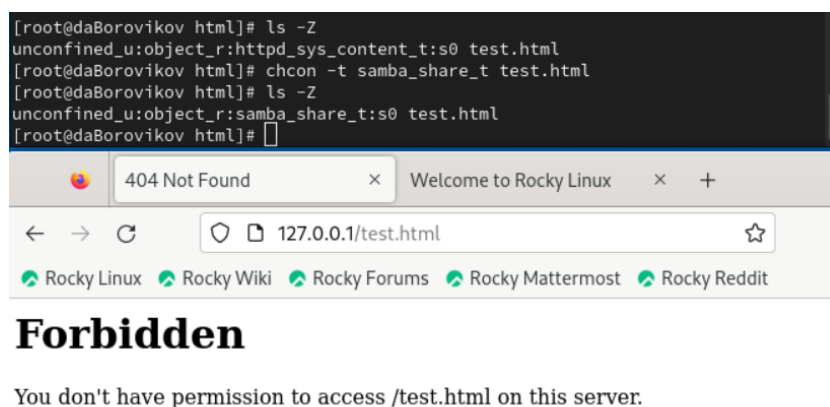 [root@daBorovikov html]# ls -Z
unconfined_u:object_r:httpd_sys_content_t:s0 test.html
[root@daBorovikov html]# chcon -t samba_share_t test.html
[root@daBorovikov html]# ls -Z
unconfined_u:object_r:samba_share_t:s0 test.html
[root@daBorovikov html]#
404 Not Found × Welcome to Rocky Linux × +
127.0.0.1/test.html
Rocky Linux Rocky Wiki Rocky Forums Rocky Mattermost Rocky Reddit
Forbidden
You don't have permission to access /test.html on this server.